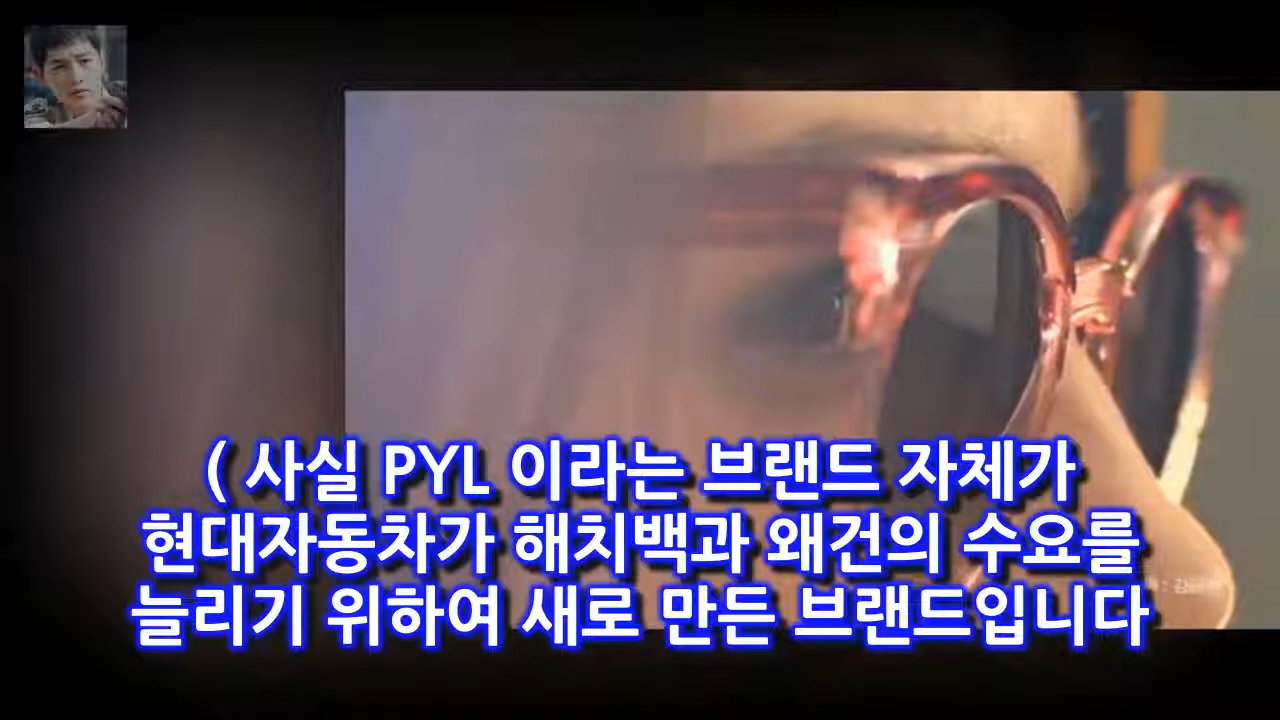 ( 사실 PYL 이라는 브랜드 자체가
현대자동차가 해치백과 왜건의 수요를
늘리기 위하여 새로 만든 브랜드입니다